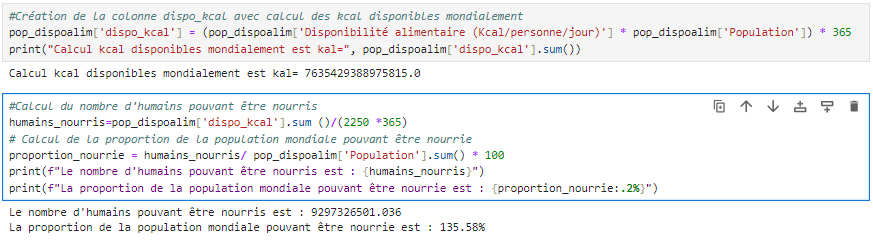 #Création de la colonne dispo_kcal avec calcul des kcal disponibles mondialement
pop_dispoalim['dispo_kcal'] = (pop_dispoalim['Disponibilité alimentaire (Kcal/personne/jour)'] * pop_dispoalim['Population']) * 365
print("Calcul kcal disponibles mondialement est kal=", pop_dispoalim['dispo_kcal'].sum())
Calcul kcal disponibles mondialement est kal= 7635429388975815.0
#Calcul du nombre d'humains pouvant être nourris
humains_nourris=pop_dispoalim['dispo_kcal'].sum ()/(2250 *365)
# Calcul de la proportion de la population mondiale pouvant être nourrie
proportion_nourrie = humains_nourris/ pop_dispoalim['Population'].sum() * 100
print(f"Le nombre d'humains pouvant être nourris est : {humains_nourris}")
print(f"La proportion de la population mondiale pouvant être nourrie est : {proportion_nourrie:.2%}")
Le nombre d'humains pouvant être nourris est : 9297326501.036
La proportion de la population mondiale pouvant être nourrie est : 135.58%